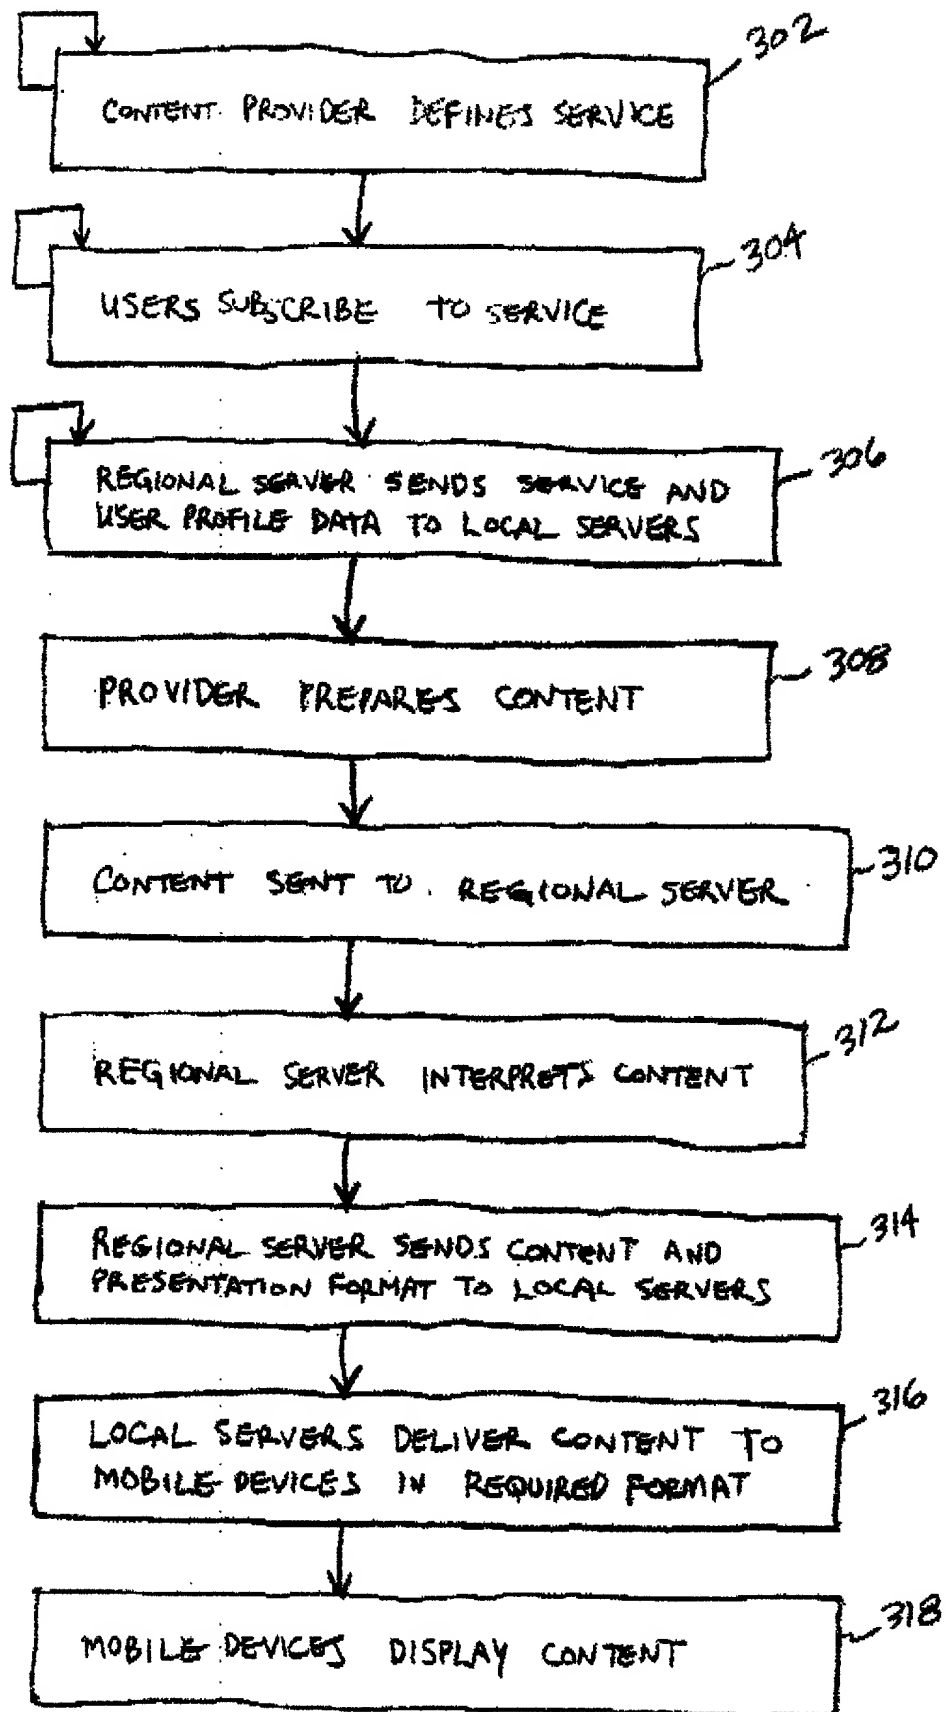 302
CONTENT PROVIDER DEFINES SERVICE
304
USERS SUBSCRIBE TO SERVICE
306
REGIONAL SERVER SENDS SERVICE AND
USER PROFILE DATA TO LOCAL SERVERS
308
PROVIDER PREPARES CONTENT
310
CONTENT SENT TO REGIONAL SERVER
312
REGIONAL SERVER INTERPRETS CONTENT
314
REGIONAL SERVER SENDS CONTENT AND
PRESENTATION FORMAT TO LOCAL SERVERS
316
LOCAL SERVERS DELIVER CONTENT TO
MOBILE DEVICES IN REQUIRED FORMAT
318
MOBILE DEVICES DISPLAY CONTENT